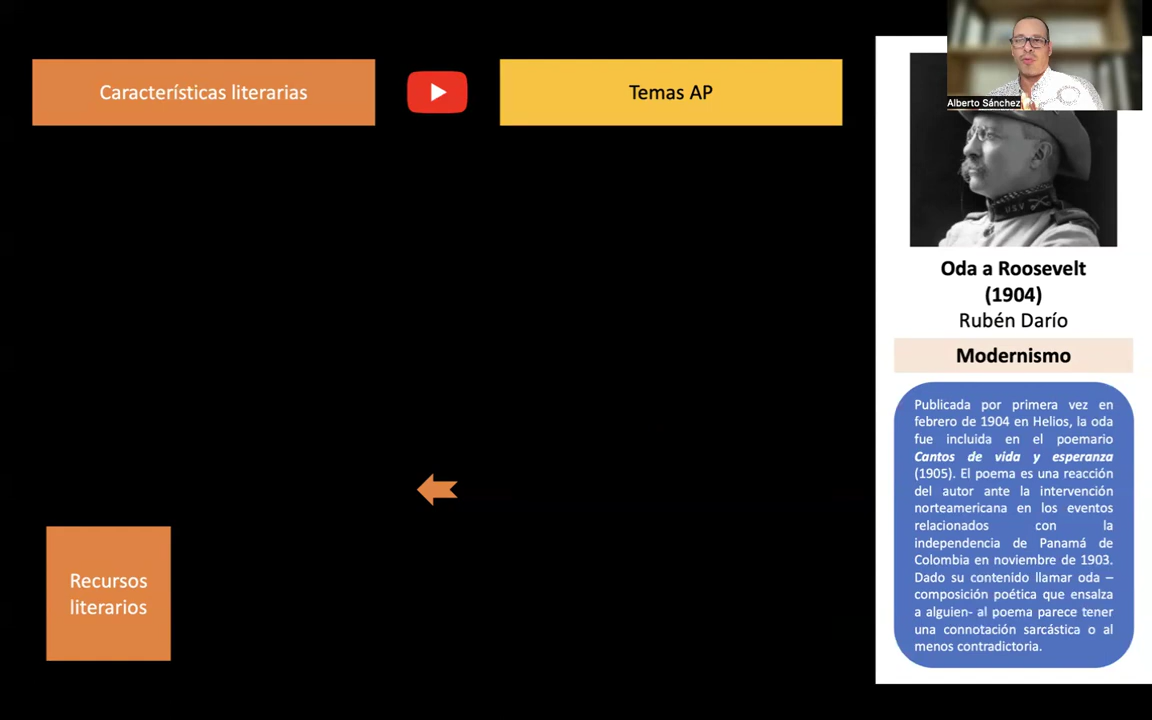 Características literarias
Temas AP
Alberto Sánchez
USV
Oda a Roosevelt
(1904)
Rubén Darío
Modernismo
Publicada por primera vez en
febrero de 1904 en Helios, la oda
fue incluida en el poemario
Cantos de vida y esperanza
(1905). El poema es una reacción
del autor ante la intervención
norteamericana en los eventos
relacionados con la
independencia de Panamá de
Colombia en noviembre de 1903.
Dado su contenido llamar oda –
composición poética que ensalza
a alguien- al poema parece tener
una connotación sarcástica o al
menos contradictoria.
Recursos
literarios